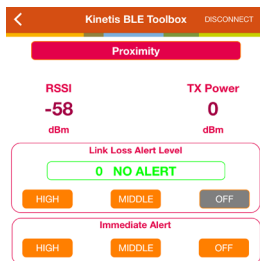 Kinetis BLE Toolbox DISCONNECT
Proximity
RSSI TX Power
-58 0
dBm dBm
Link Loss Alert Level
0 NO ALERT
HIGH MIDDLE OFF
Immediate Alert
HIGH MIDDLE OFF